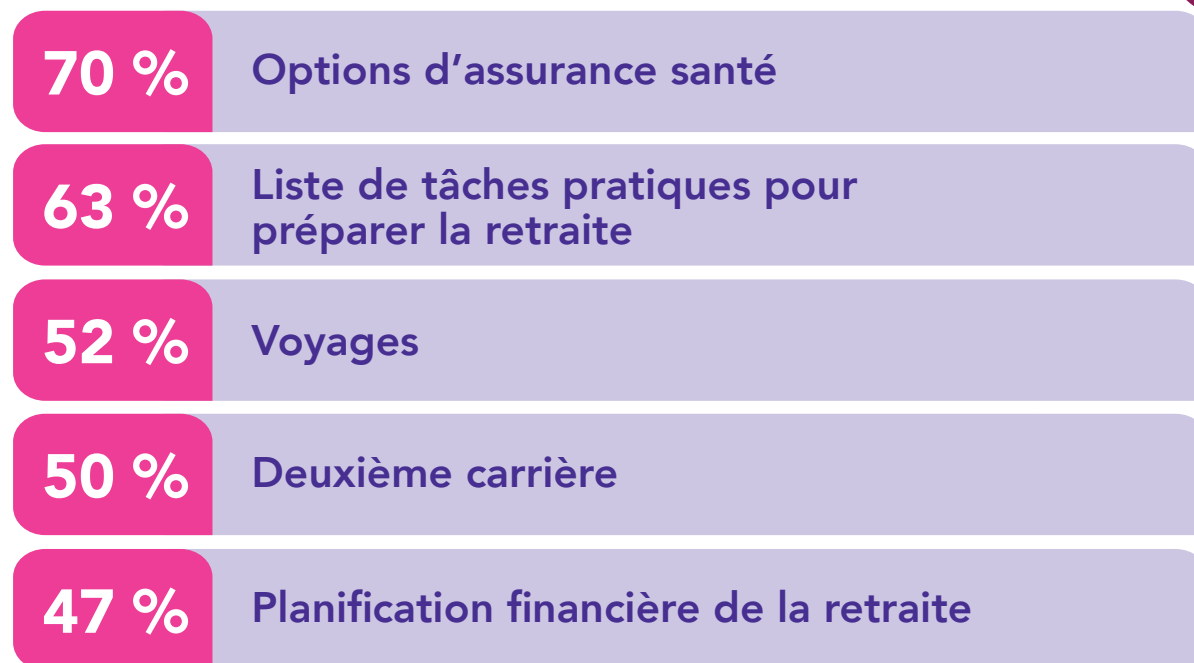 70 %
Options d’assurance santé
63 %
Liste de tâches pratiques pour
préparer la retraite
52 %
Voyages
50 %
Deuxième carrière
47 %
Planification financière de la retraite